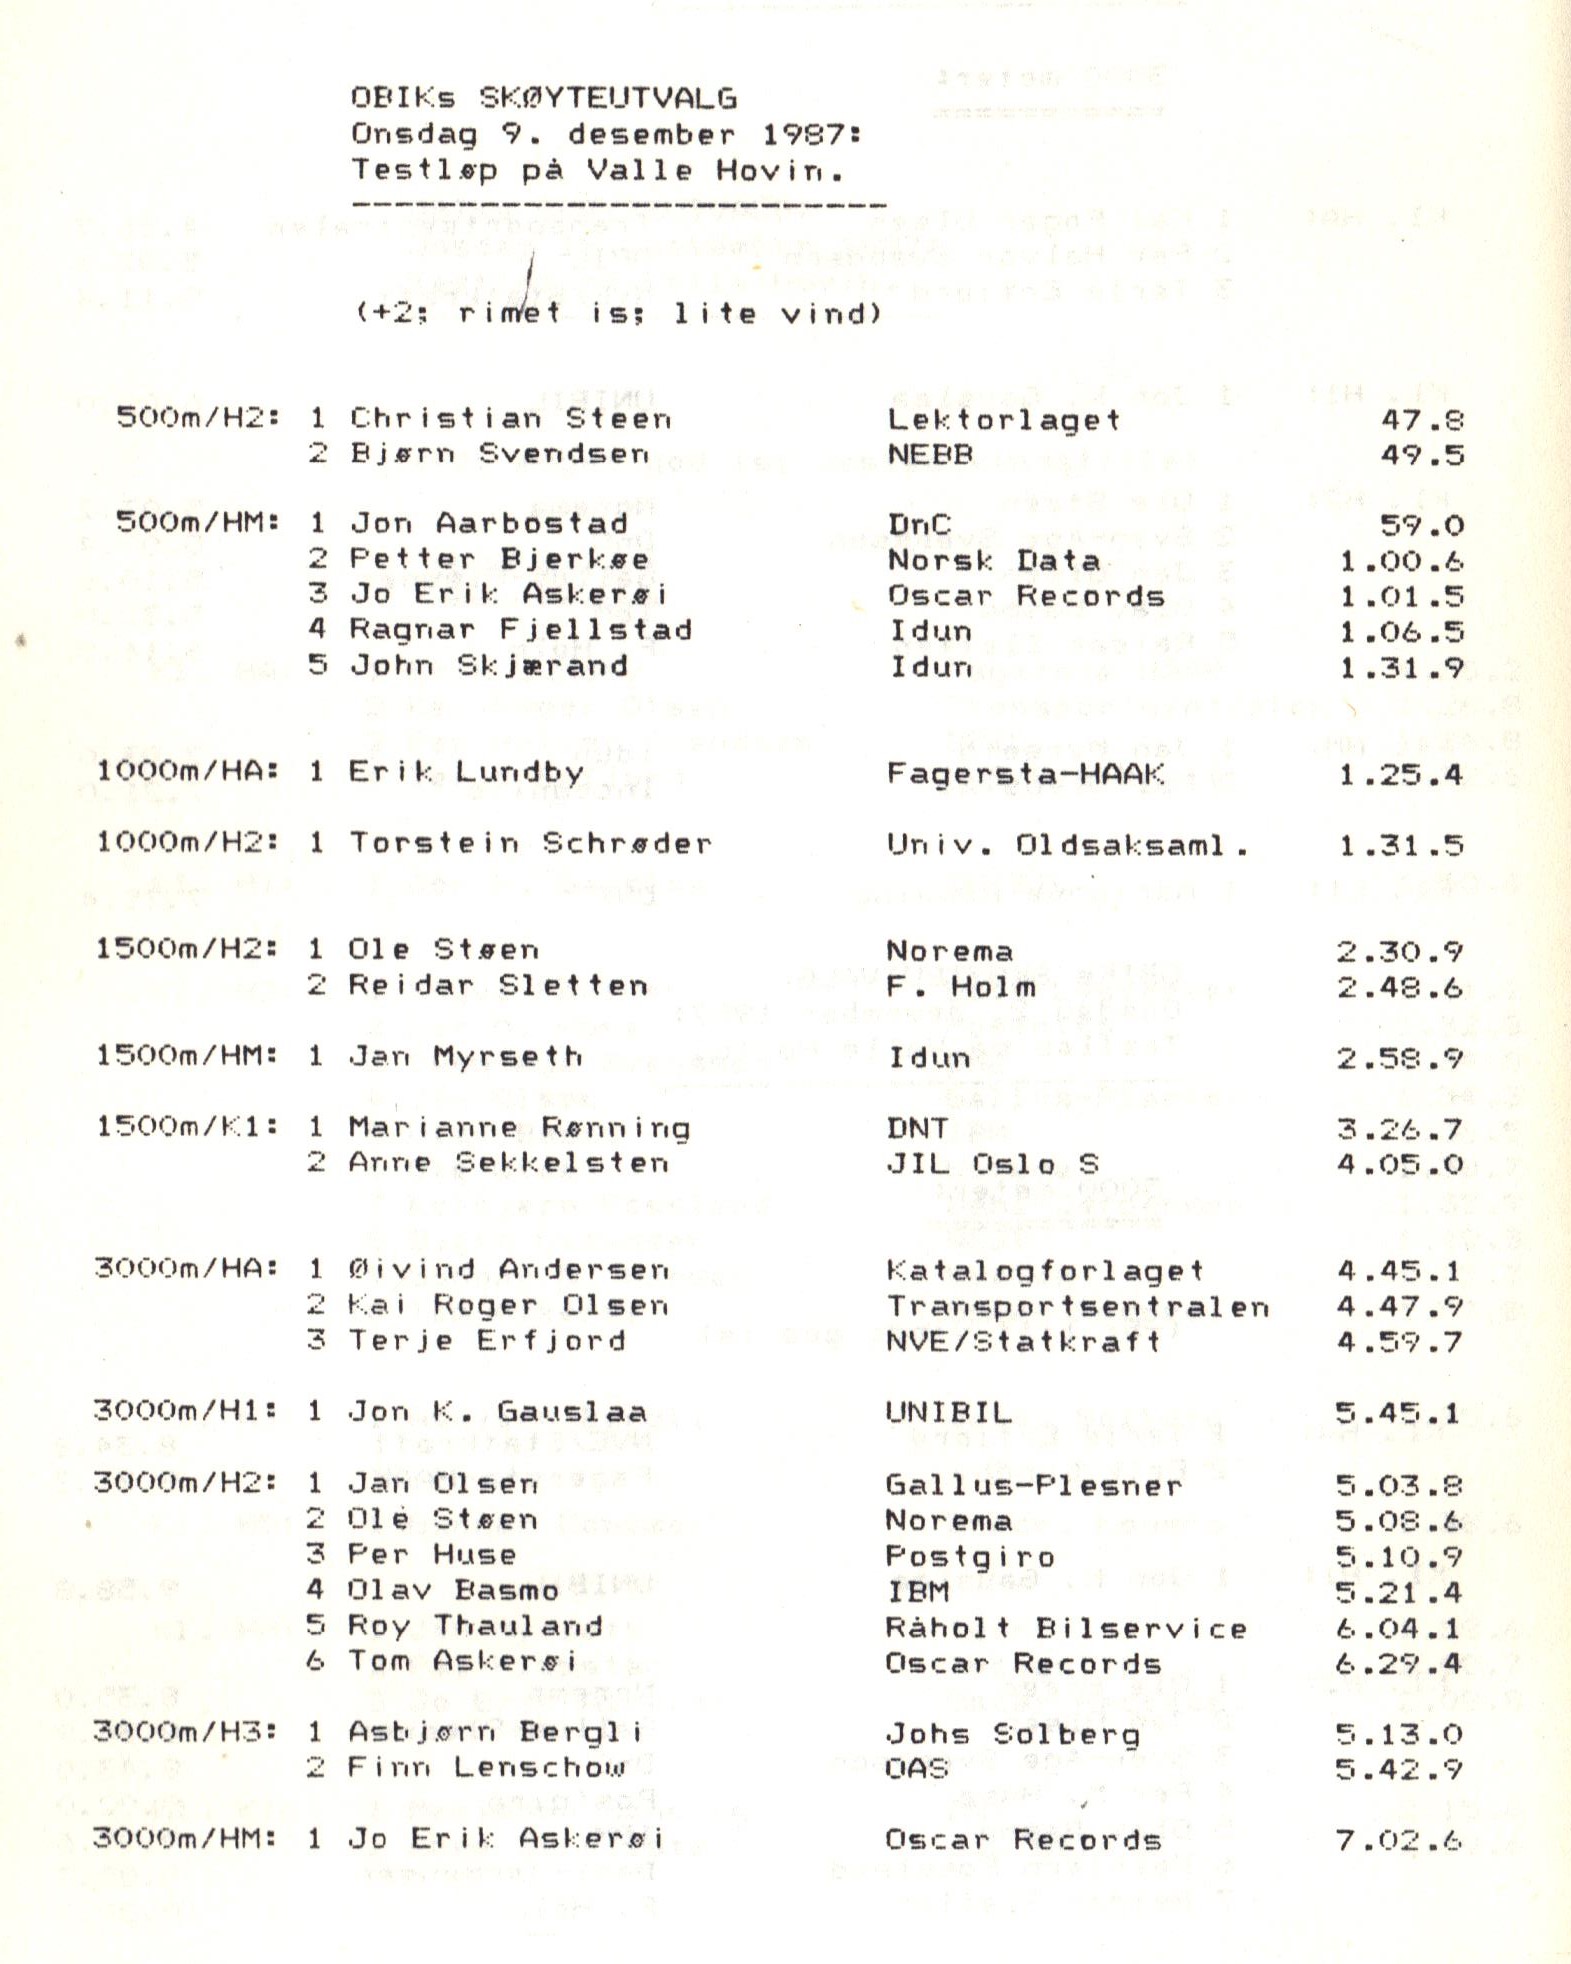 OBIKs SKØYTEUTVALG
Onsdag 9. desember 1987:
Testløp på Valle Hovin.
-------------------------
(+2; rimet is; lite vind)
500m/H2: 1 Christian Steen Lektorlaget 47.8
2 Bjørn Svendsen NEBB 49.5
500m/HM: 1 Jon Aarbostad DnC 59.0
2 Petter Bjerkøe Norsk Data 1.00.6
3 Jo Erik Askerøi Oscar Records 1.01.5
4 Ragnar Fjellstad Idun 1.06.5
5 John Skjærand Idun 1.31.9
1000m/HA: 1 Erik Lundby Fagersta-HAAK 1.25.4
1000m/H2: 1 Torstein Schrøder Univ. Oldsaksaml. 1.31.5
1500m/H2: 1 Ole Støen Norema 2.30.9
2 Reidar Sletten F. Holm 2.48.6
1500m/HM: 1 Jan Myrseth Idun 2.58.9
1500m/K1: 1 Marianne Rønning DNT 3.26.7
2 Anne Sekkelsten JIL Oslo S 4.05.0
3000m/HA: 1 Øivind Andersen Katalogforlaget 4.45.1
2 Kai Roger Olsen Transportsentralen 4.47.9
3 Terje Erfjord NVE/Statkraft 4.59.7
3000m/H1: 1 Jon K. Gauslaa UNIBIL 5.45.1
3000m/H2: 1 Jan Olsen Gallus-Plesner 5.03.8
2 Ole Støen Norema 5.08.6
3 Per Huse Postgiro 5.10.9
4 Olav Basmo IBM 5.21.4
5 Roy Thauland Råholt Bilservice 6.04.1
6 Tom Askerøi Oscar Records 6.29.4
3000m/H3: 1 Asbjørn Bergli Johs Solberg 5.13.0
2 Finn Lenschow OAS 5.42.9
3000m/HM: 1 Jo Erik Askerøi Oscar Records 7.02.6